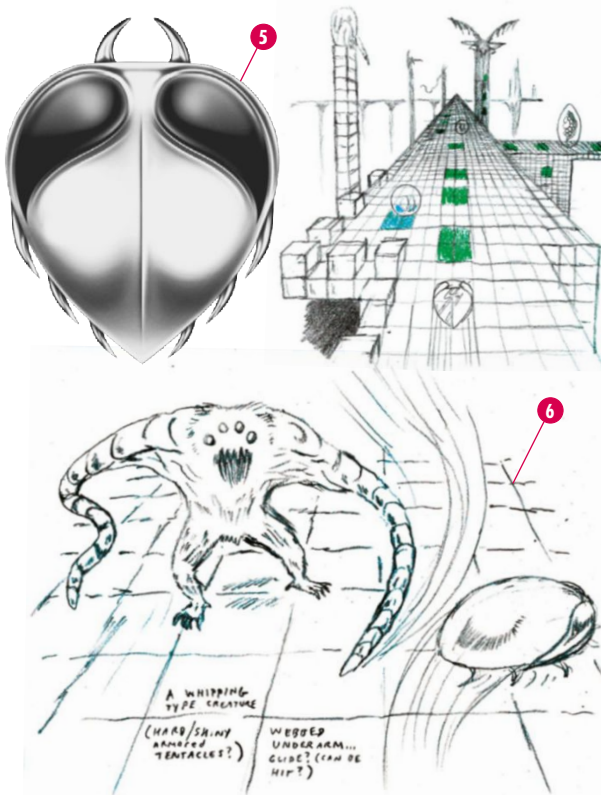 5
6
A WHIPPING
TYPE CREATURE
(HARD/SHINY
ARMORED
TENTACLES?)
WEBBED
UNDERARM...
GLIDE? (CAN BE
HIT?)